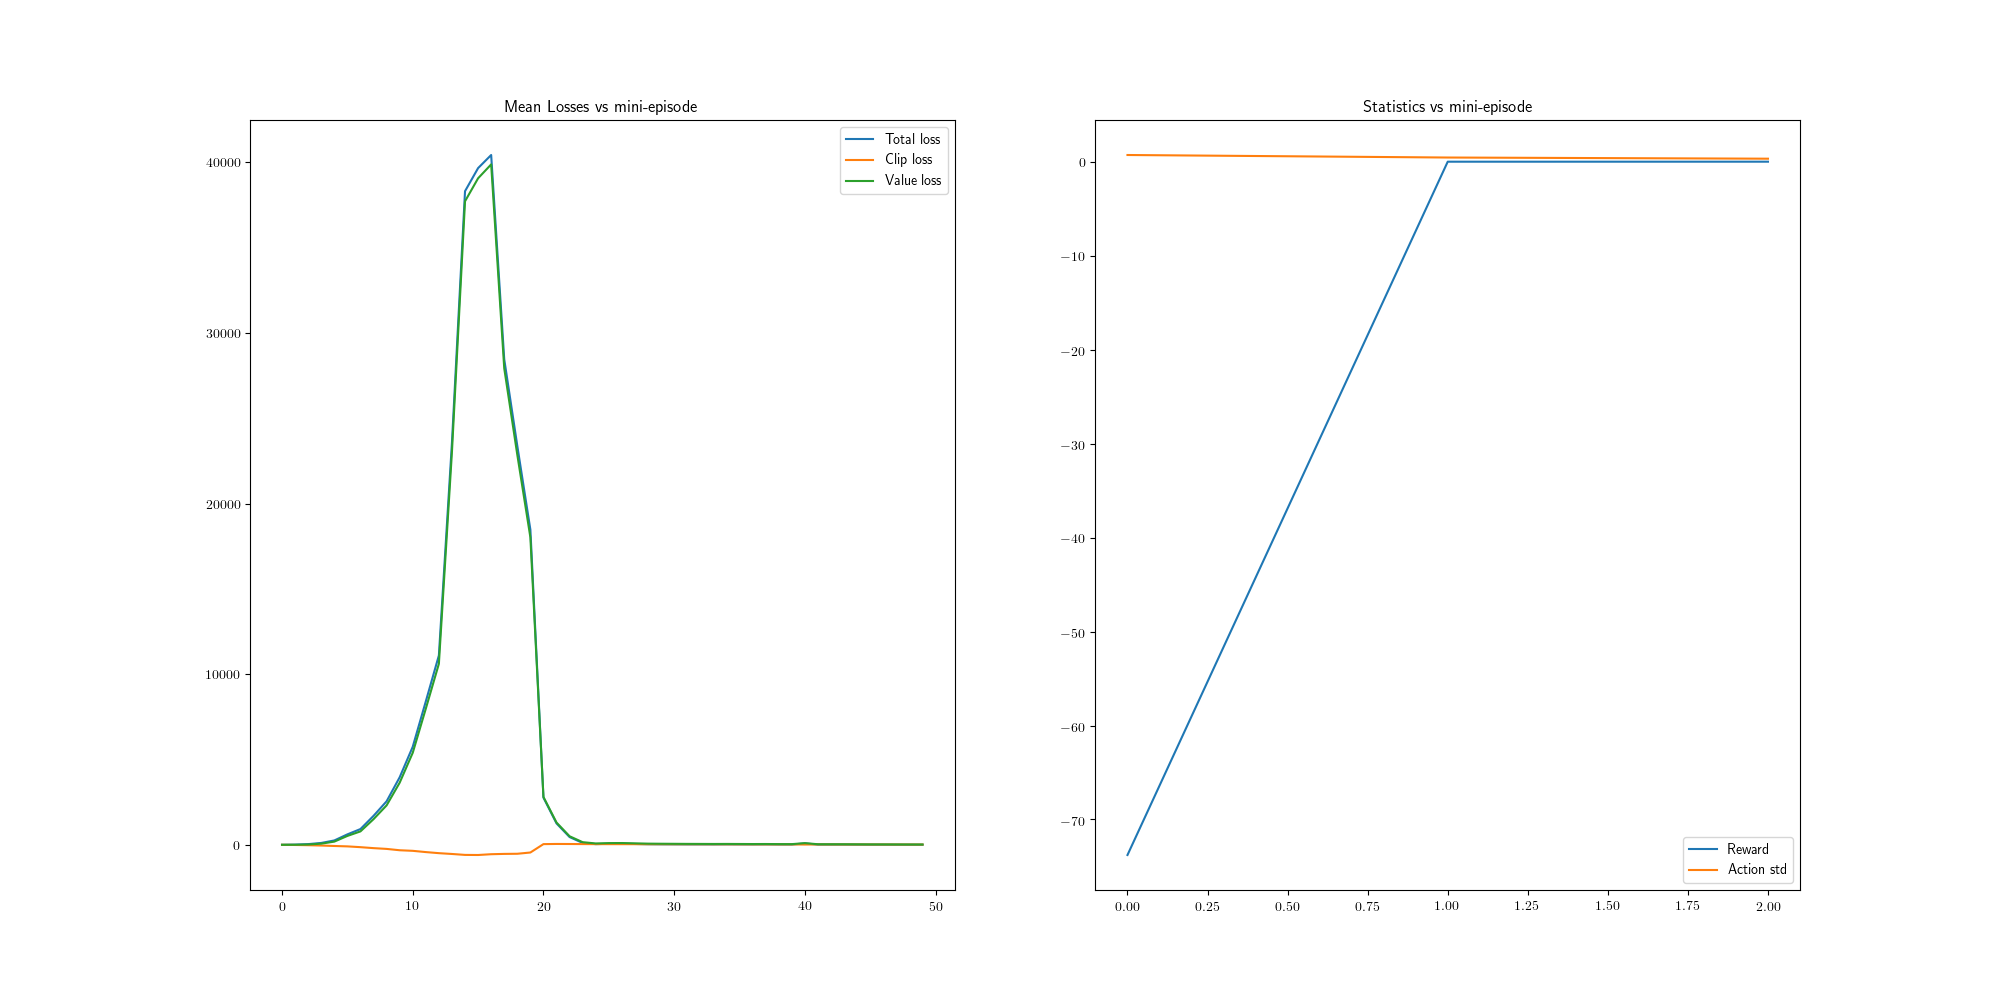 Mean Losses vs mini-episode
Total loss
Clip loss
Value loss
40000
30000
20000
10000
0
0 10 20 30 40 50
Statistics vs mini-episode
0
−10
−20
−30
−40
−50
−60
−70
Reward
Action std
0.00 0.25 0.50 0.75 1.00 1.25 1.50 1.75 2.00